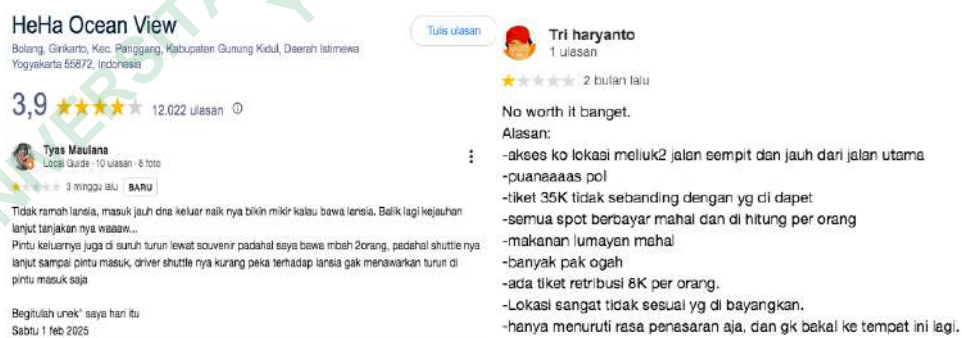 HeHa Ocean View
Tulis ulasan
Bolang, Girikarto, Kec. Panggang, Kabupaten Gunung Kidul, Daerah Istimewa
Yogyakarta 55872, Indonesia
3,9 12.022 ulasan
Tyas Maulana
Local Guide · 10 ulasan · 6 foto
3 minggu lalu BARU
Tidak ramah lansia, masuk jauh dna keluar naik nya bikin mikir kalau bawa lansia. Balik lagi kejauhan
lanjut tanjakan nya waaaw...
Pintu keluarnya juga di suruh turun lewat souvenir padahal saya bawa mbah 2orang, padahal shuttle nya
lanjut sampai pintu masuk, driver shuttle nya kurang peka terhadap lansia gak menawarkan turun di
pintu masuk saja
Begitulah unek" saya hari itu
Sabtu 1 feb 2025
Tri haryanto
1 ulasan
2 bulan lalu
No worth it banget.
Alasan:
-akses ko lokasi meliuk2 jalan sempit dan jauh dari jalan utama
-puanaaaas pol
-tiket 35K tidak sebanding dengan yg di dapet
-semua spot berbayar mahal dan di hitung per orang
-makanan lumayan mahal
-banyak pak ogah
-ada tiket retribusi 8K per orang.
-Lokasi sangat tidak sesuai yg di bayangkan.
-hanya menuruti rasa penasaran aja, dan gk bakal ke tempat ini lagi.